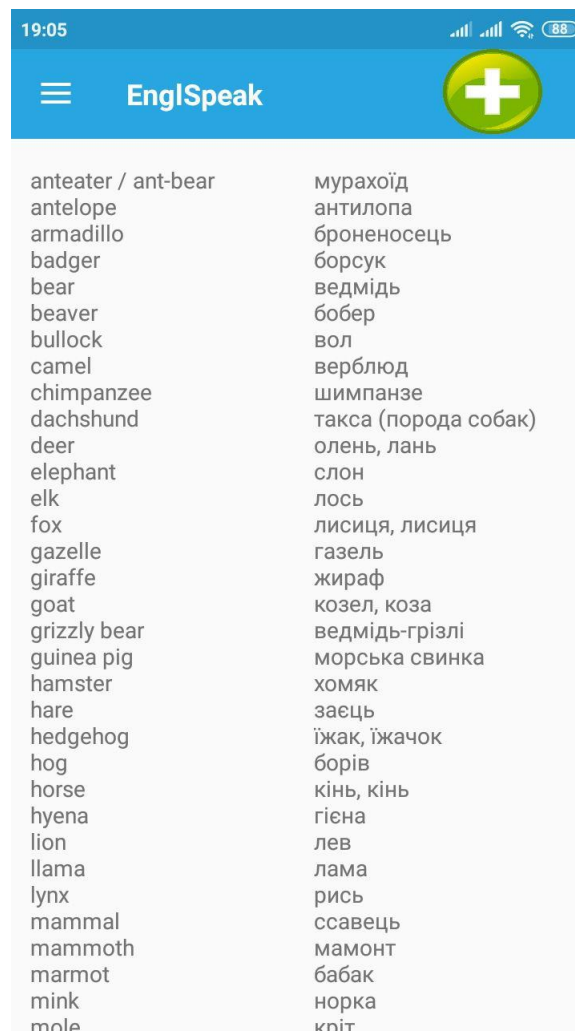 19:05 88
EnglSpeak
anteater / ant-bear мурахоїд
antelope антилопа
armadillo броненосець
badger борсук
bear ведмідь
beaver бобер
bullock вол
camel верблюд
chimpanzee шимпанзе
dachshund такса (порода собак)
deer олень, лань
elephant слон
elk лось
fox лисиця, лисиця
gazelle газель
giraffe жираф
goat козел, коза
grizzly bear ведмідь-грізлі
guinea pig морська свинка
hamster хомяк
hare заєць
hedgehog їжак, їжачок
hog борів
horse кінь, кінь
hyena гієна
lion лев
llama лама
lynx рись
mammal ссавець
mammoth мамонт
marmot бабак
mink норка
mole кріт